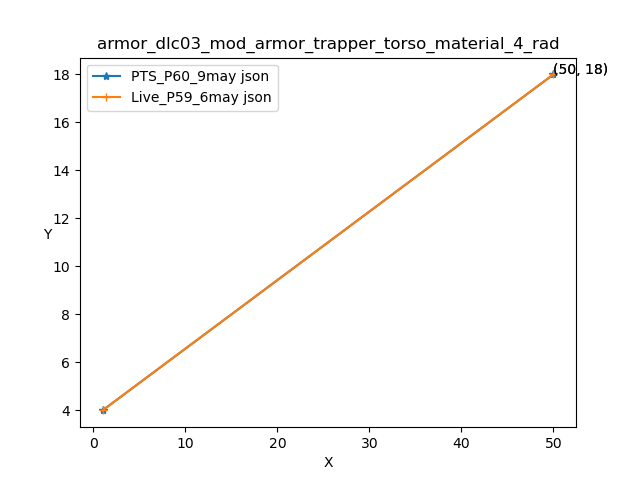 armor_dlc03_mod_armor_trapper_torso_material_4_rad
PTS_P60_9may json
Live_P59_6may json
(50, 18)
18
16
14
12
10
8
6
4
Y
0 10 20 30 40 50
X